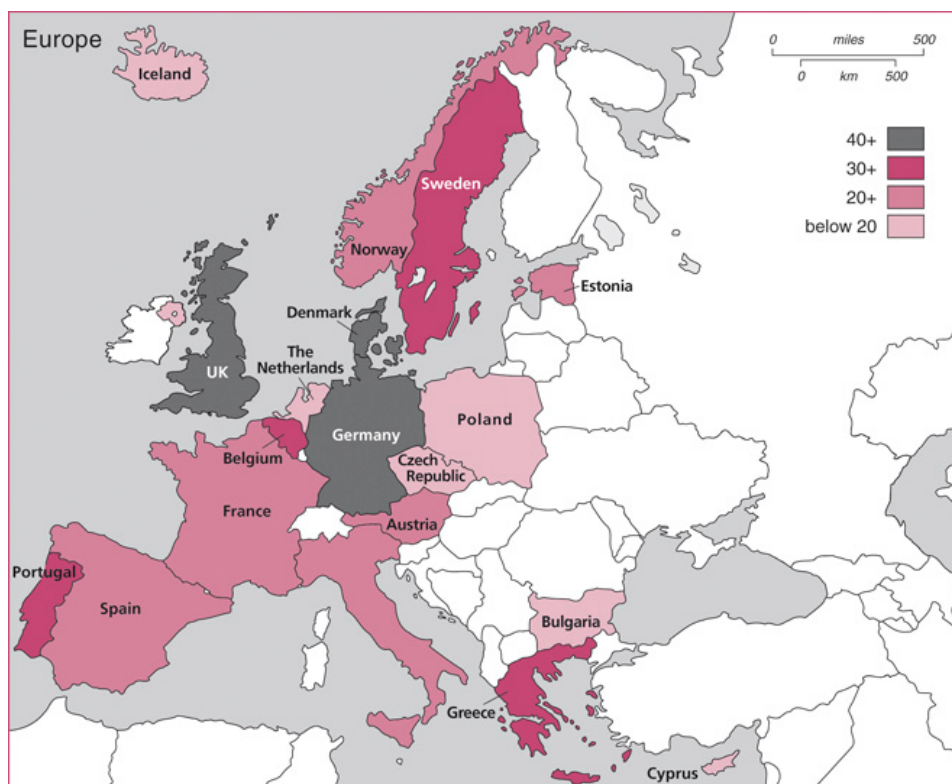 Europe
0 miles 500
0 km 500
40+
30+
20+
below 20
Iceland
Sweden
Norway
Estonia
Denmark
The
Netherlands
UK
Germany
Poland
Belgium
Czech
Republic
France
Austria
Portugal
Spain
Bulgaria
Greece
Cyprus